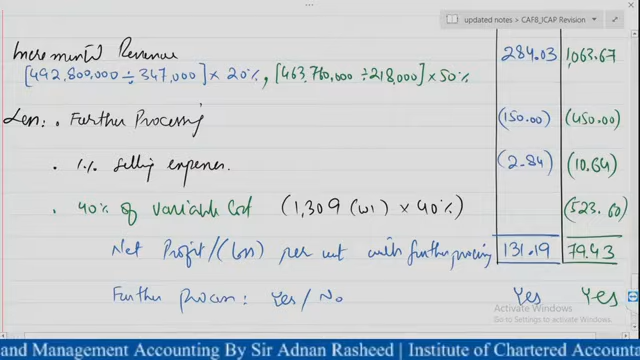 updated notes > CAF8_ICAP Revision
Incremental Revenue 284.03 1,063.67
[492,800,000 ÷ 347,000] × 20%, [463,760,000 ÷ 218,000] × 50%
Less: • Further Processing (150.00) (450.00)
• 1% Selling expenses. (2.84) (10.64)
• 40% of Variable Cost (1,309 (W1) × 40%) (523.60)
Net Profit/(Loss) per unit with further processing 131.19 79.43
Further process: Yes / No Yes Yes
Activate Windows
Go to Settings to activate Windows.
and Management Accounting By Sir Adnan Rasheed | Institute of Chartered Accounta